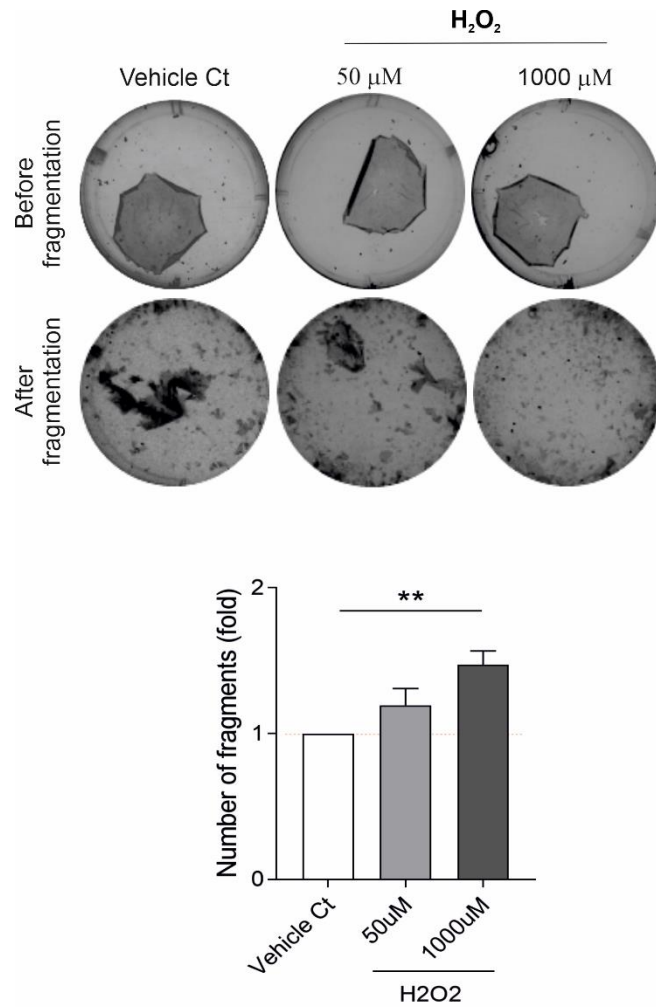 H₂O₂
Vehicle Ct
50 μM
1000 μM
Before
fragmentation
After
fragmentation
Number of fragments (fold)
2
**
1
0
Vehicle Ct
50uM
1000uM
H2O2